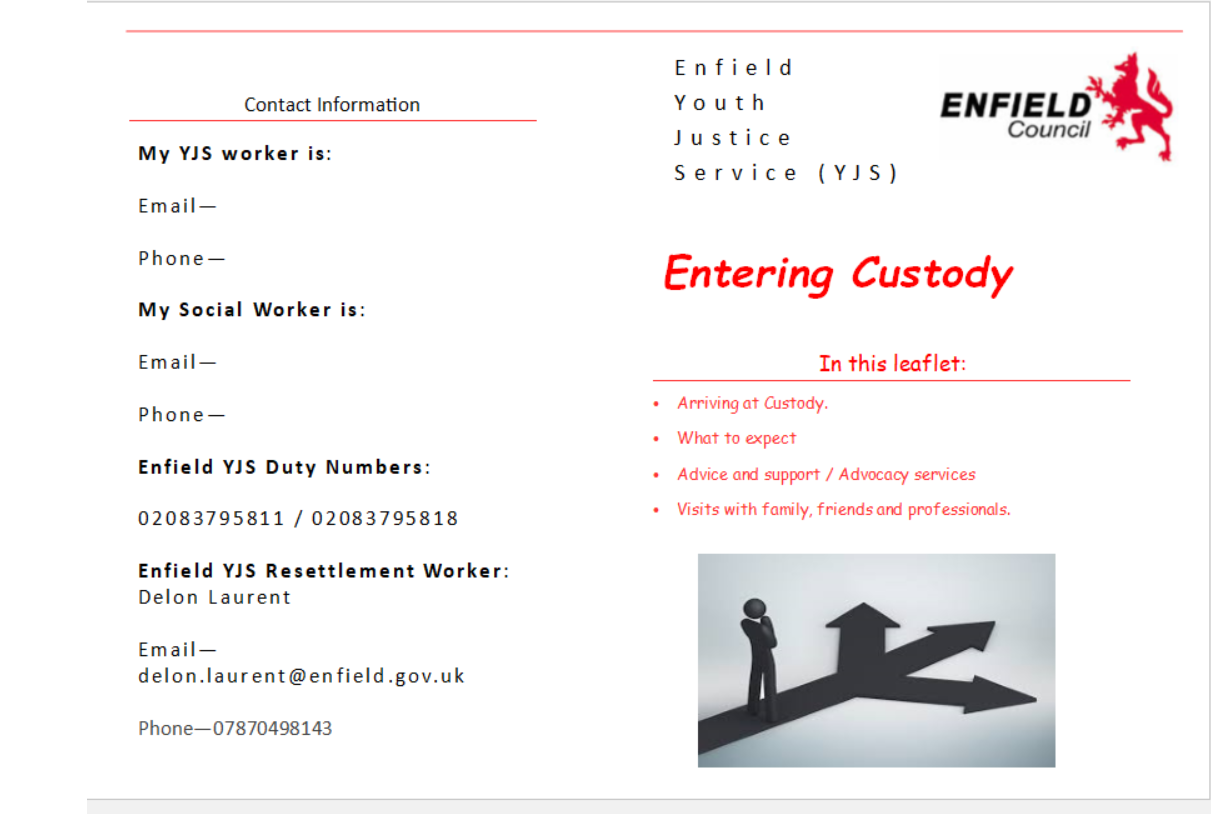 Contact Information
My YJS worker is:
Email—
Phone—
My Social Worker is:
Email—
Phone—
Enfield YJS Duty Numbers:
02083795811 / 02083795818
Enfield YJS Resettlement Worker:
Delon Laurent
Email—
delon.laurent@enfield.gov.uk
Phone—07870498143
Enfield
Youth
Justice
Service (YJS)
ENFIELD
Council
Entering Custody
In this leaflet:
• Arriving at Custody.
• What to expect
• Advice and support / Advocacy services
• Visits with family, friends and professionals.